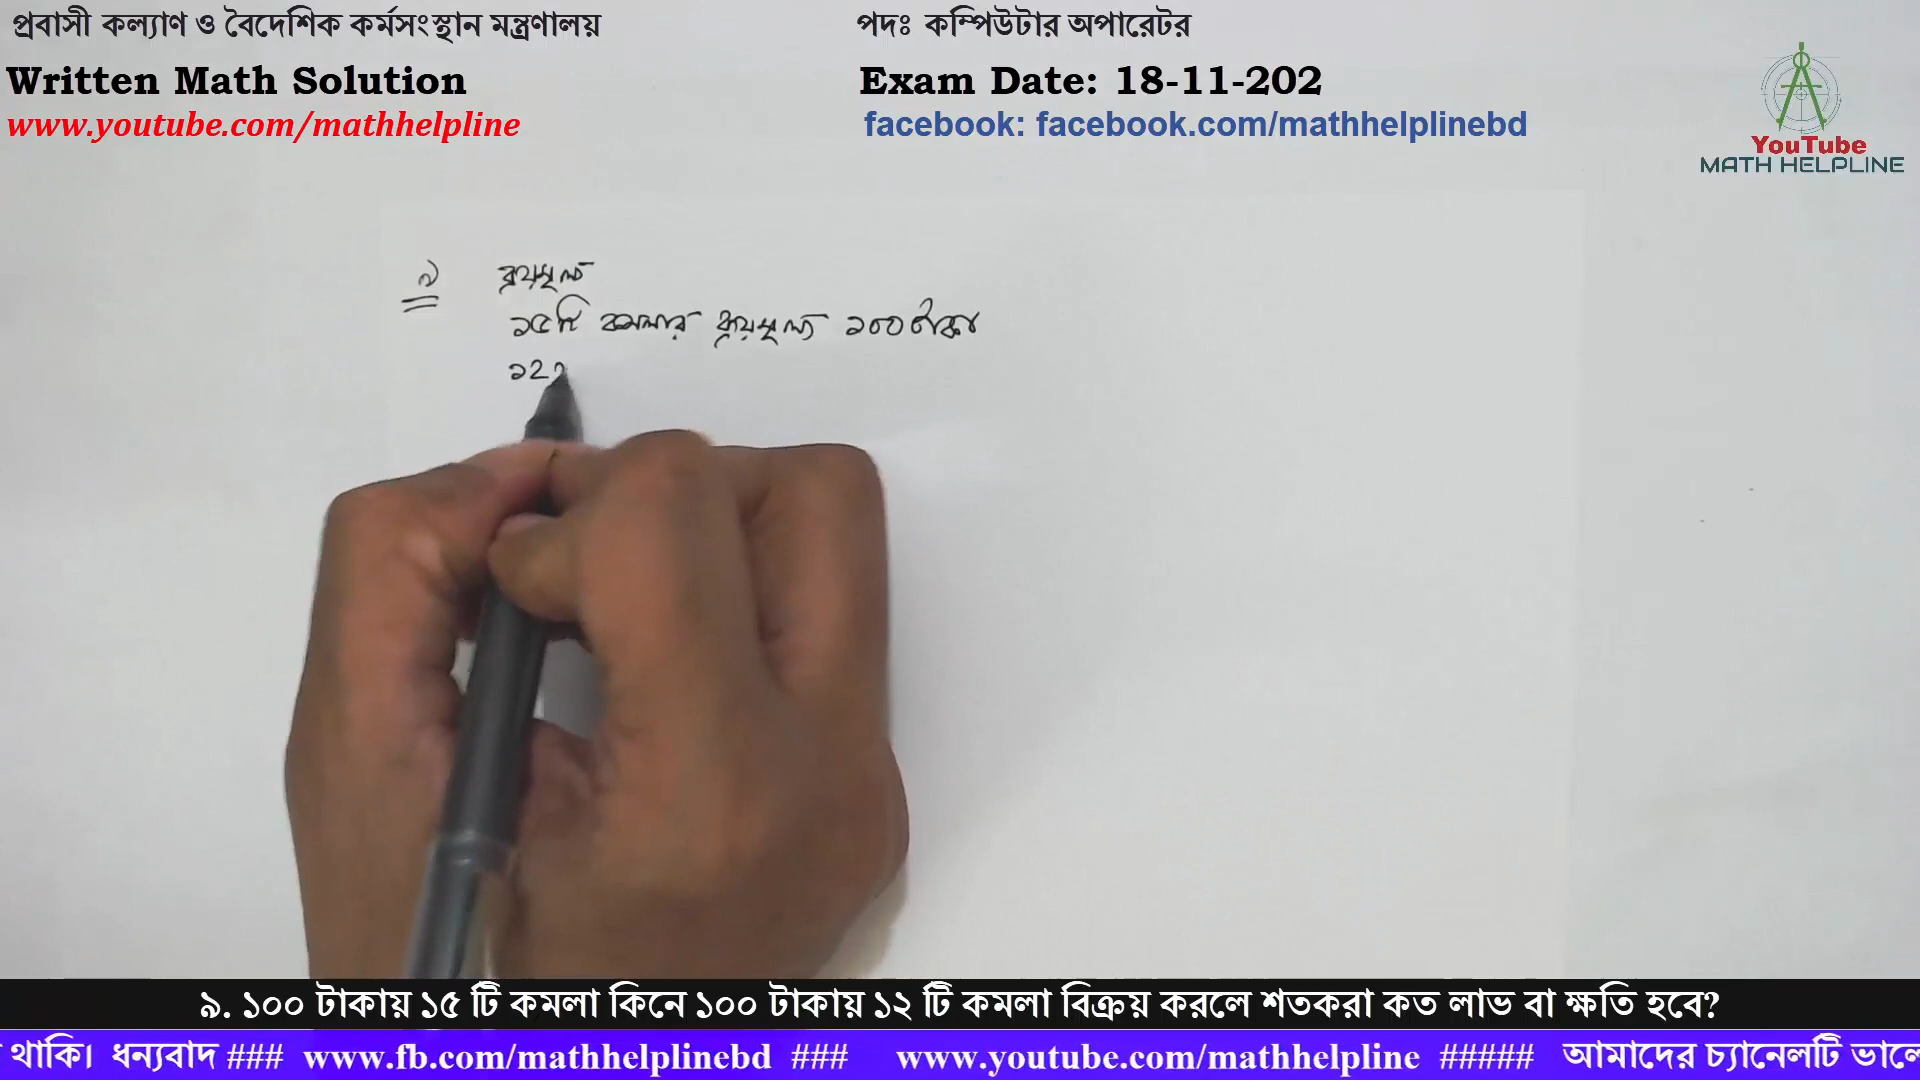 প্রবাসী কল্যাণ ও বৈদেশিক কর্মসংস্থান মন্ত্রণালয়
পদঃ কম্পিউটার অপারেটর
Written Math Solution
Exam Date: 18-11-202
www.youtube.com/mathhelpline
facebook: facebook.com/mathhelplinebd
YouTube
MATH HELPLINE
৯
ক্রয়মূল্য
১৫টি কমলার ক্রয়মূল্য ১০০ টাকা
১২
৯. ১০০ টাকায় ১৫ টি কমলা কিনে ১০০ টাকায় ১২ টি কমলা বিক্রয় করলে শতকরা কত লাভ বা ক্ষতি হবে?
থাকি। ধন্যবাদ ### www.fb.com/mathhelplinebd ### www.youtube.com/mathhelpline ##### আমাদের চ্যানেলটি ভালে